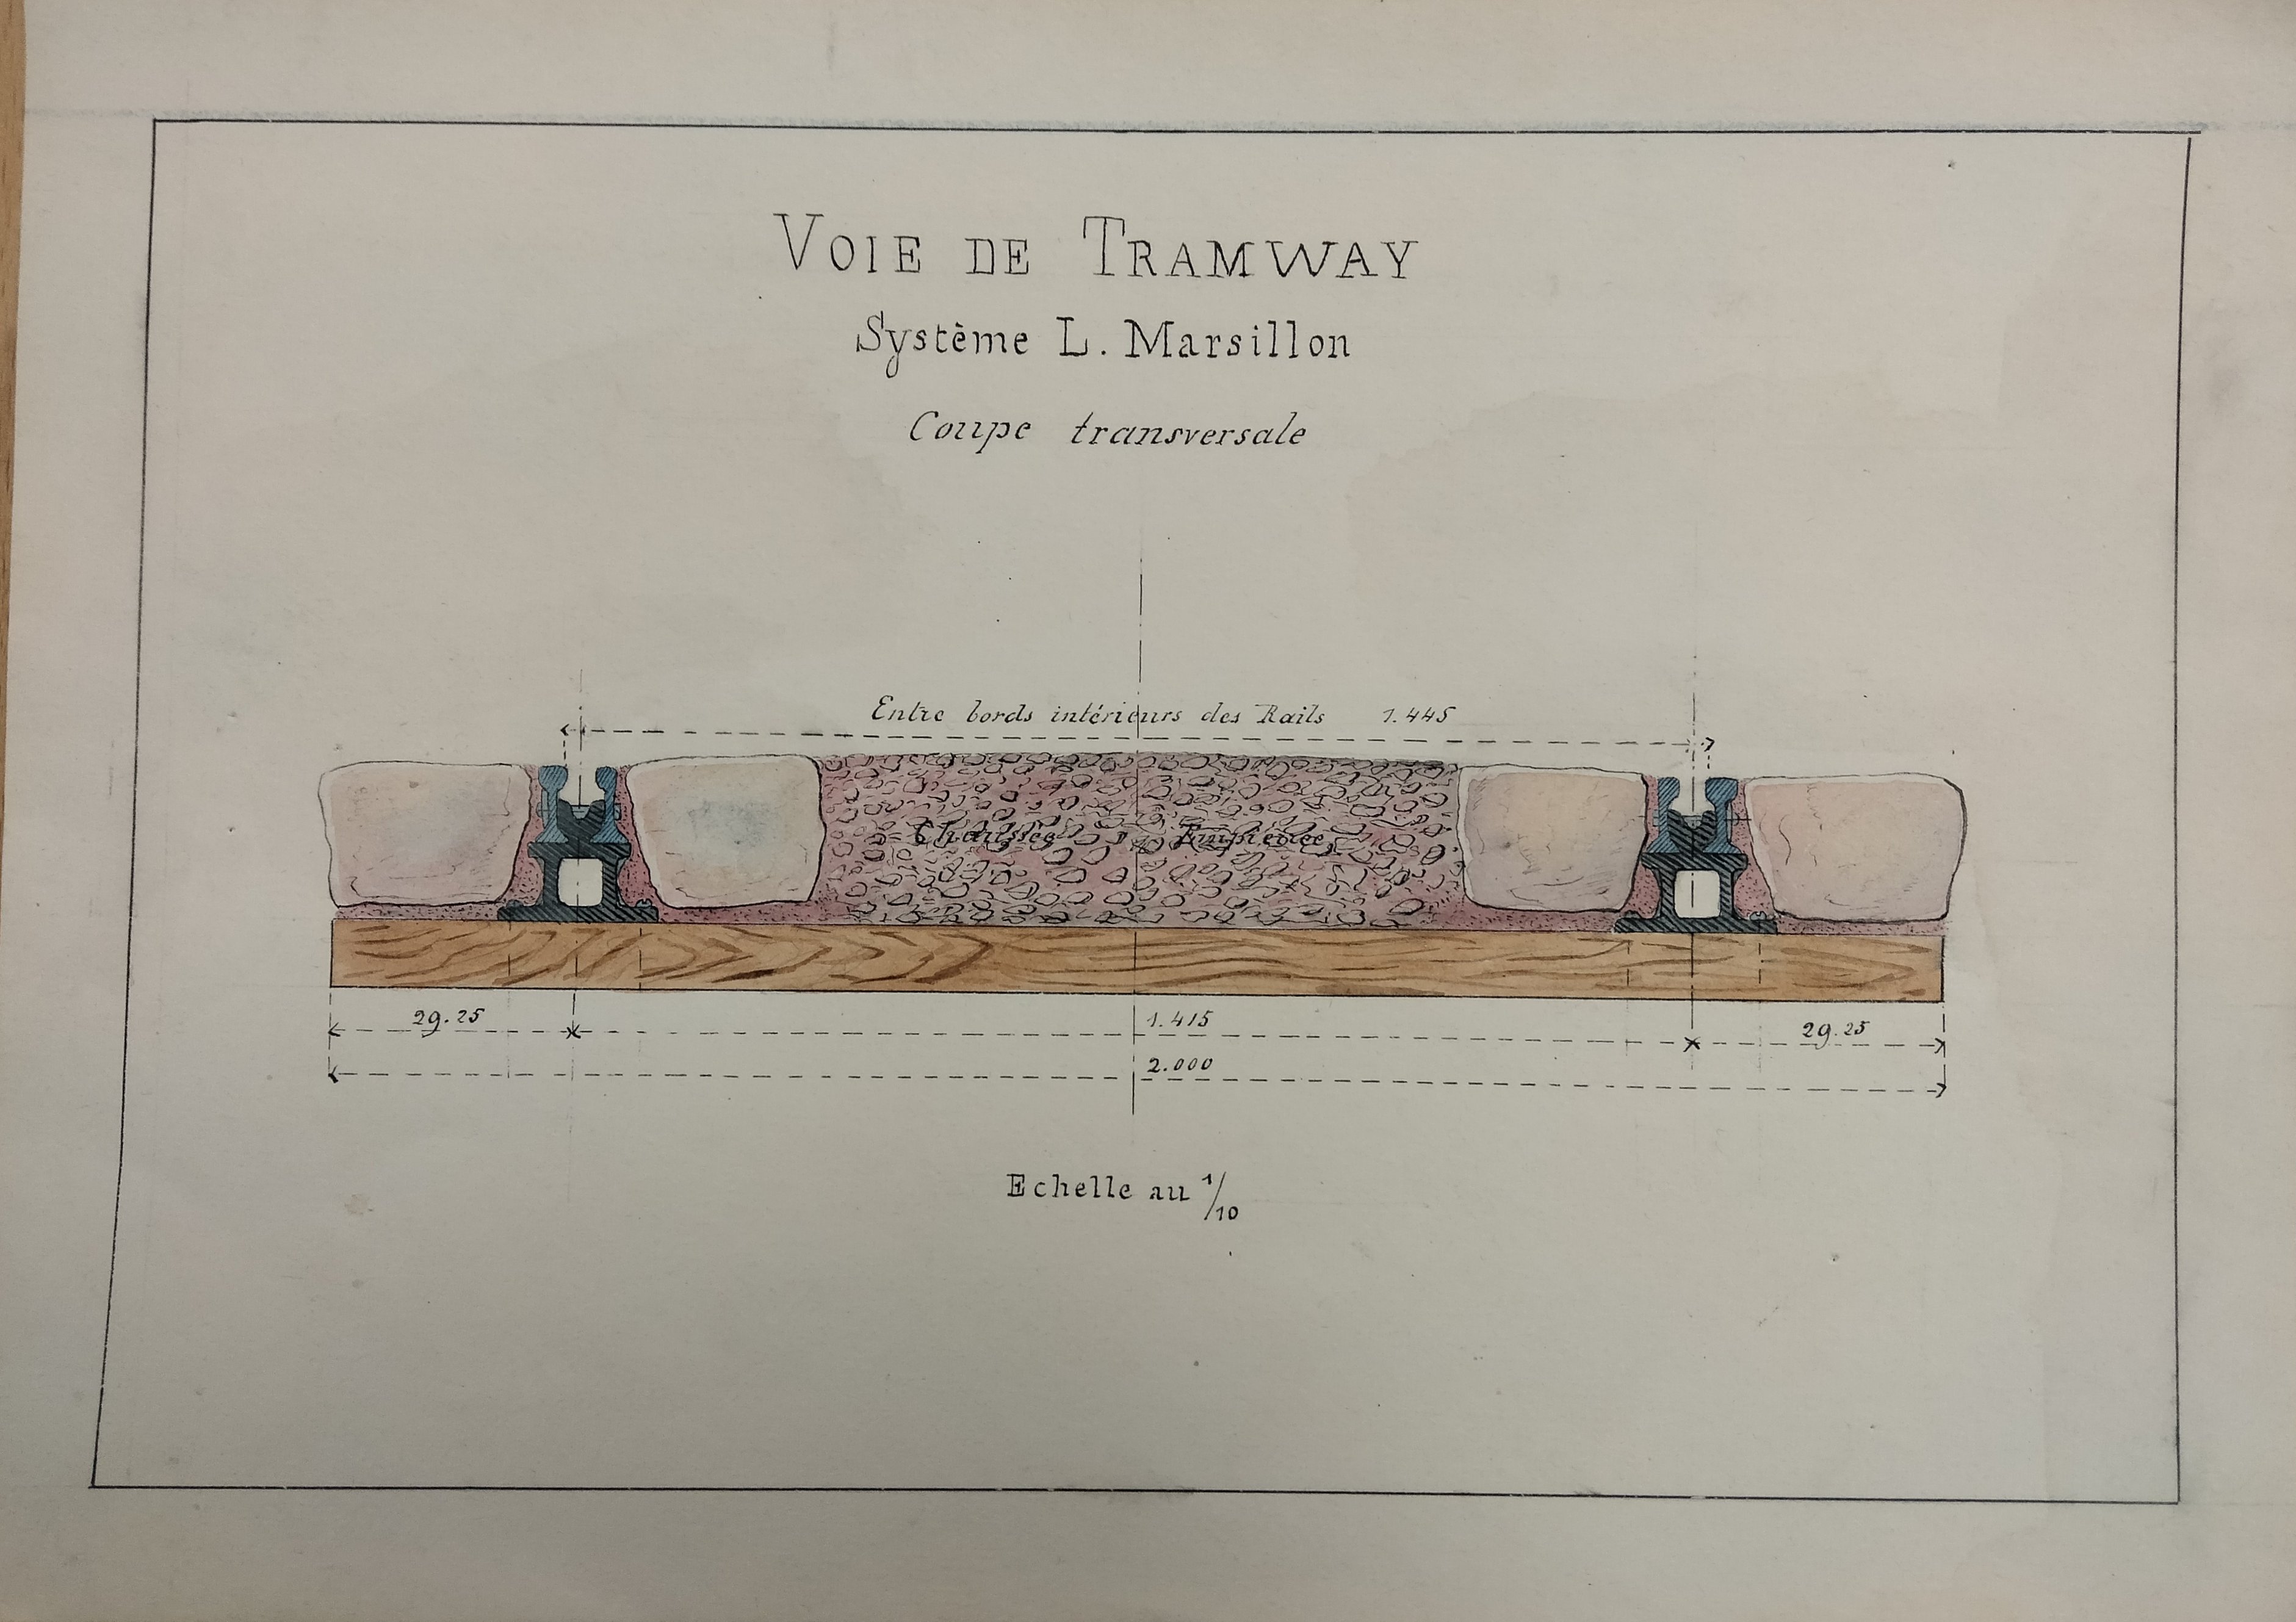 VOIE DE TRAMWAY
Système L. Marsillon
Coupe transversale
Entre bords intérieurs des Rails 1.445
Chaussée Empierrée
29.25 1.415 29.25
2.000
Echelle au 1/10